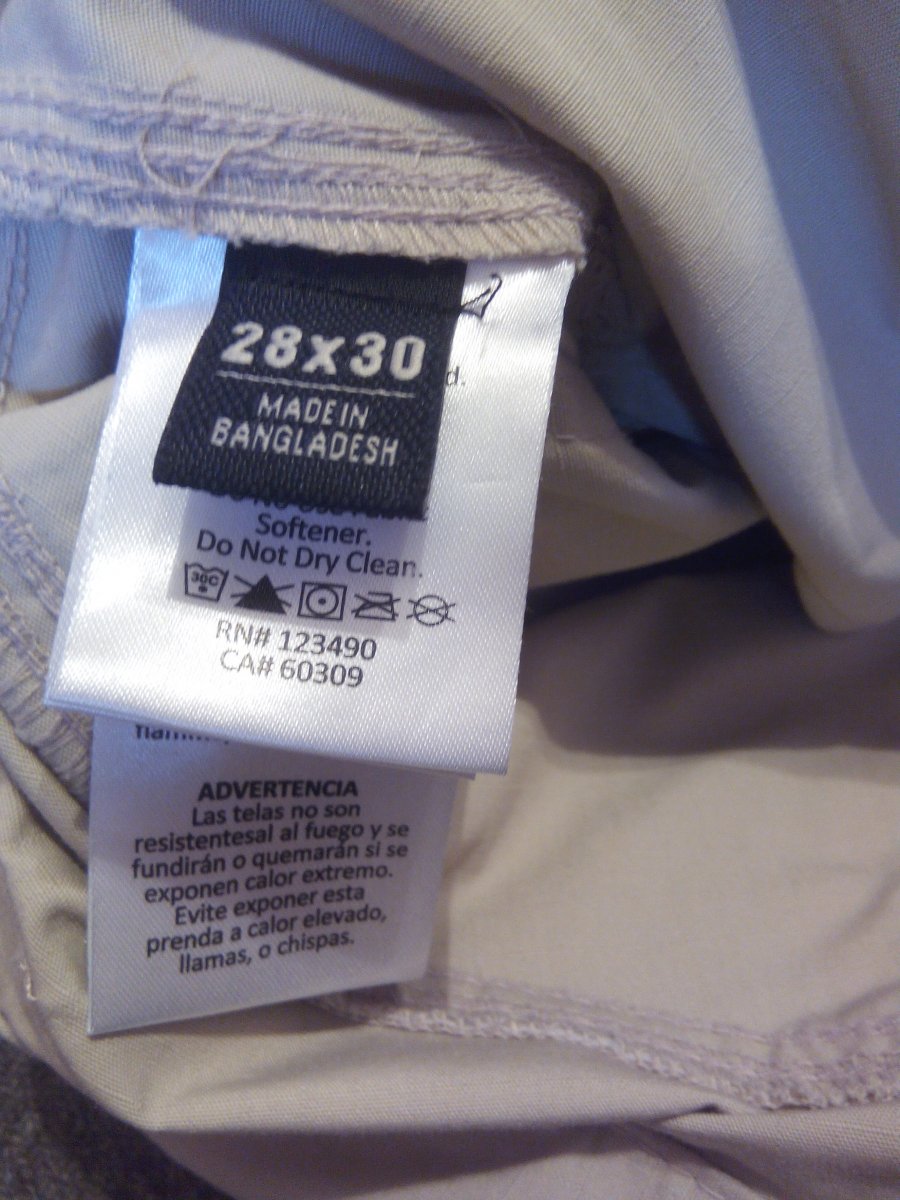 28x30
MADE IN
BANGLADESH
d.
Softener.
Do Not Dry Clean.
30C
RN# 123490
CA# 60309
ADVERTENCIA
Las telas no son
resistentesal al fuego y se
fundirán o quemarán si se
exponen calor extremo.
Evite exponer esta
prenda a calor elevado,
llamas, o chispas.